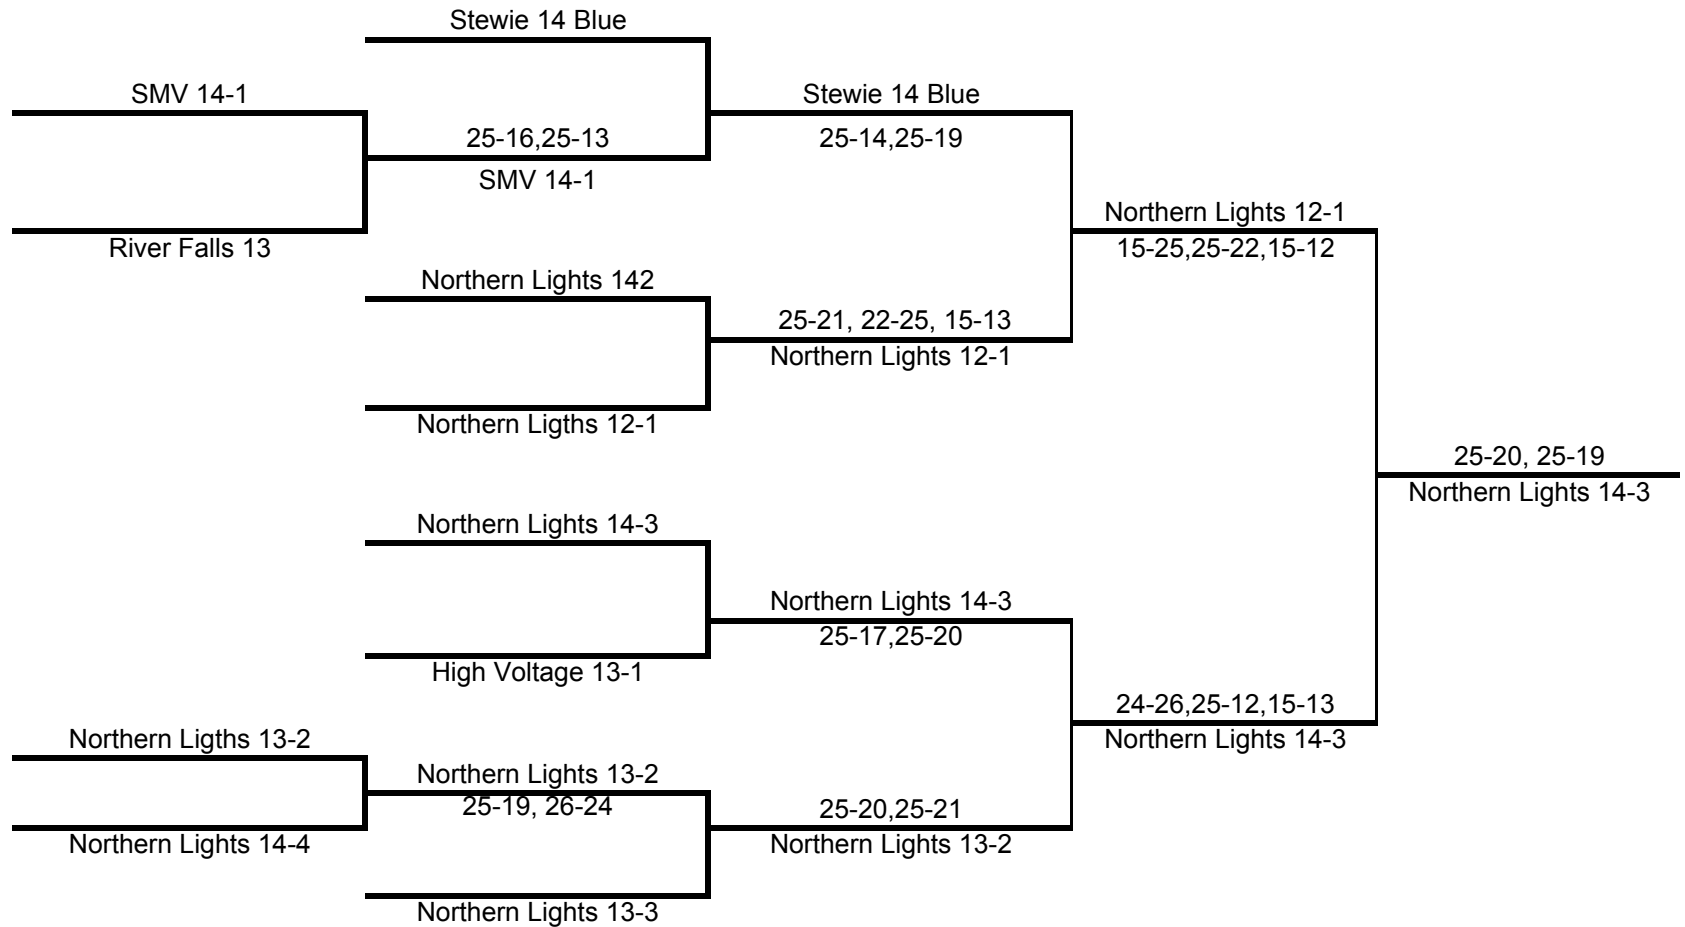 Stewie 14 Blue
SMV 14-1
Stewie 14 Blue
25-16,25-13
25-14,25-19
SMV 14-1
Northern Lights 12-1
River Falls 13
15-25,25-22,15-12
Northern Lights 142
25-21, 22-25, 15-13
Northern Lights 12-1
Northern Ligths 12-1
25-20, 25-19
Northern Lights 14-3
Northern Lights 14-3
Northern Lights 14-3
25-17,25-20
High Voltage 13-1
24-26,25-12,15-13
Northern Lights 14-3
Northern Ligths 13-2
Northern Lights 13-2
25-19, 26-24
25-20,25-21
Northern Lights 14-4
Northern Lights 13-2
Northern Lights 13-3